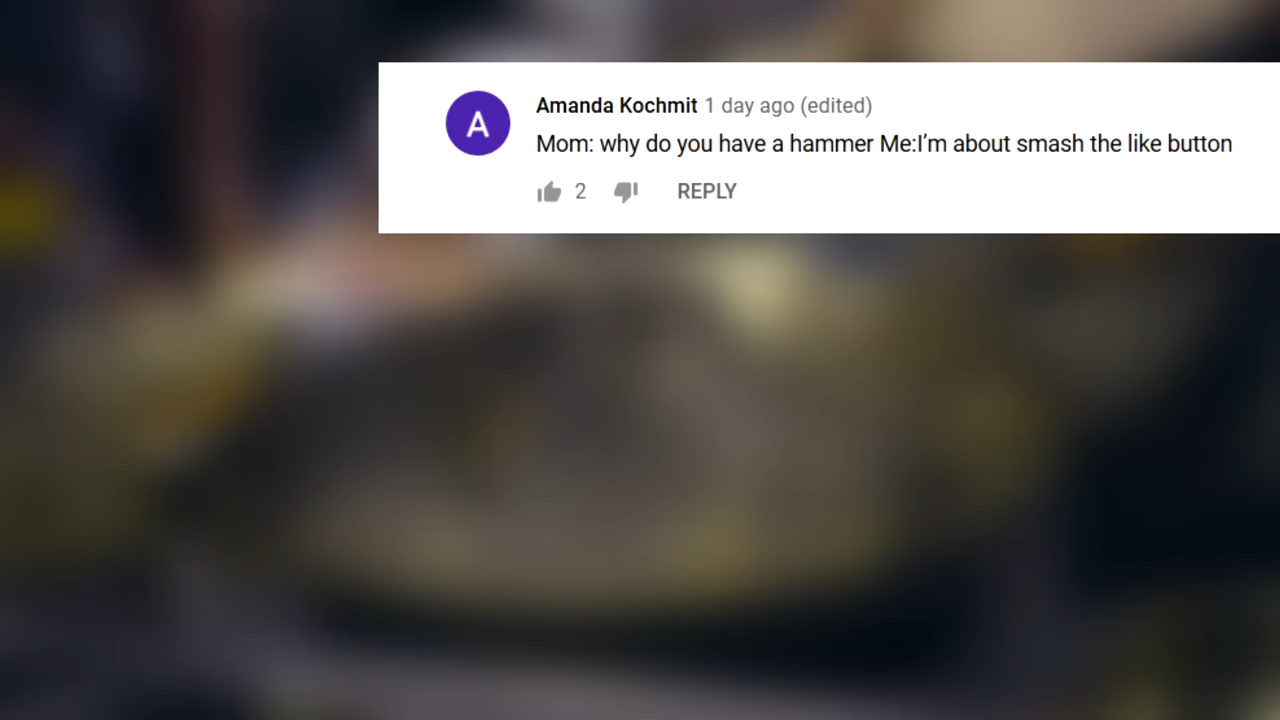 A
Amanda Kochmit 1 day ago (edited)
Mom: why do you have a hammer Me:I’m about smash the like button
2 REPLY